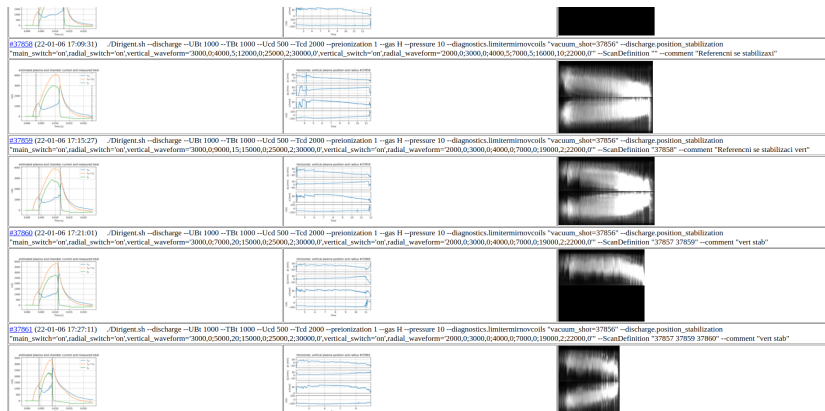 #37858 (22-01-06 17:09:31) ./Dirigent.sh --discharge --UBt 1000 --TBt 1000 --Ucd 500 --Tcd 2000 --preionization 1 --gas H --pressure 10 --diagnostics.limitermirnovcoils "vacuum_shot=37856" --discharge.position_stabilization
"main_switch='on',radial_switch='on',vertical_waveform='3000,0;4000,5;12000,0;25000,2;30000,0',vertical_switch='on',radial_waveform='2000,0;3000,0;4000,5;7000,5;16000,10;22000,0'" --ScanDefinition "" --comment "Referencni se stabilizaxi"
#37859 (22-01-06 17:15:27) ./Dirigent.sh --discharge --UBt 1000 --TBt 1000 --Ucd 500 --Tcd 2000 --preionization 1 --gas H --pressure 10 --diagnostics.limitermirnovcoils "vacuum_shot=37856" --discharge.position_stabilization
"main_switch='on',radial_switch='on',vertical_waveform='3000,0;9000,15;15000,0;25000,2;30000,0',vertical_switch='on',radial_waveform='2000,0;3000,0;4000,0;7000,0;19000,2;22000,0'" --ScanDefinition "37858" --comment "Referencni se stabilizaci vert"
#37860 (22-01-06 17:21:01) ./Dirigent.sh --discharge --UBt 1000 --TBt 1000 --Ucd 500 --Tcd 2000 --preionization 1 --gas H --pressure 10 --diagnostics.limitermirnovcoils "vacuum_shot=37856" --discharge.position_stabilization
"main_switch='on',radial_switch='on',vertical_waveform='3000,0;7000,20;15000,0;25000,2;30000,0',vertical_switch='on',radial_waveform='2000,0;3000,0;4000,0;7000,0;19000,2;22000,0'" --ScanDefinition "37857 37859" --comment "vert stab"
#37861 (22-01-06 17:27:11) ./Dirigent.sh --discharge --UBt 1000 --TBt 1000 --Ucd 500 --Tcd 2000 --preionization 1 --gas H --pressure 10 --diagnostics.limitermirnovcoils "vacuum_shot=37856" --discharge.position_stabilization
"main_switch='on',radial_switch='on',vertical_waveform='3000,0;5000,20;15000,0;25000,2;30000,0',vertical_switch='on',radial_waveform='2000,0;3000,0;4000,0;7000,0;19000,2;22000,0'" --ScanDefinition "37857 37859 37860" --comment "vert stab"